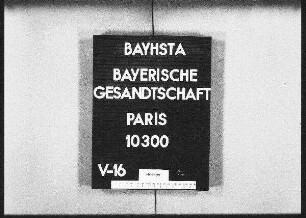 BAYHSTA
BAYERISCHE
GESANDTSCHAFT
PARIS
10300
V-16